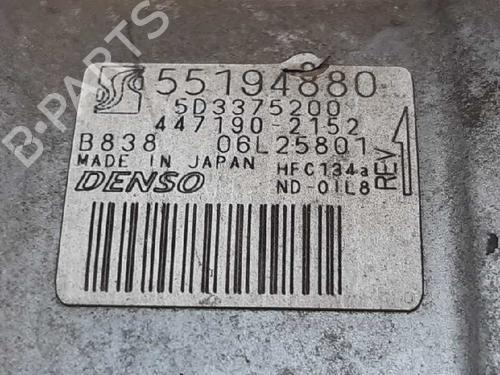 55194880
5D3375200
447190-2152
B838 06L25801
MADE IN JAPAN HFC134a
DENSO ND-OIL8
REV
B-PARTS